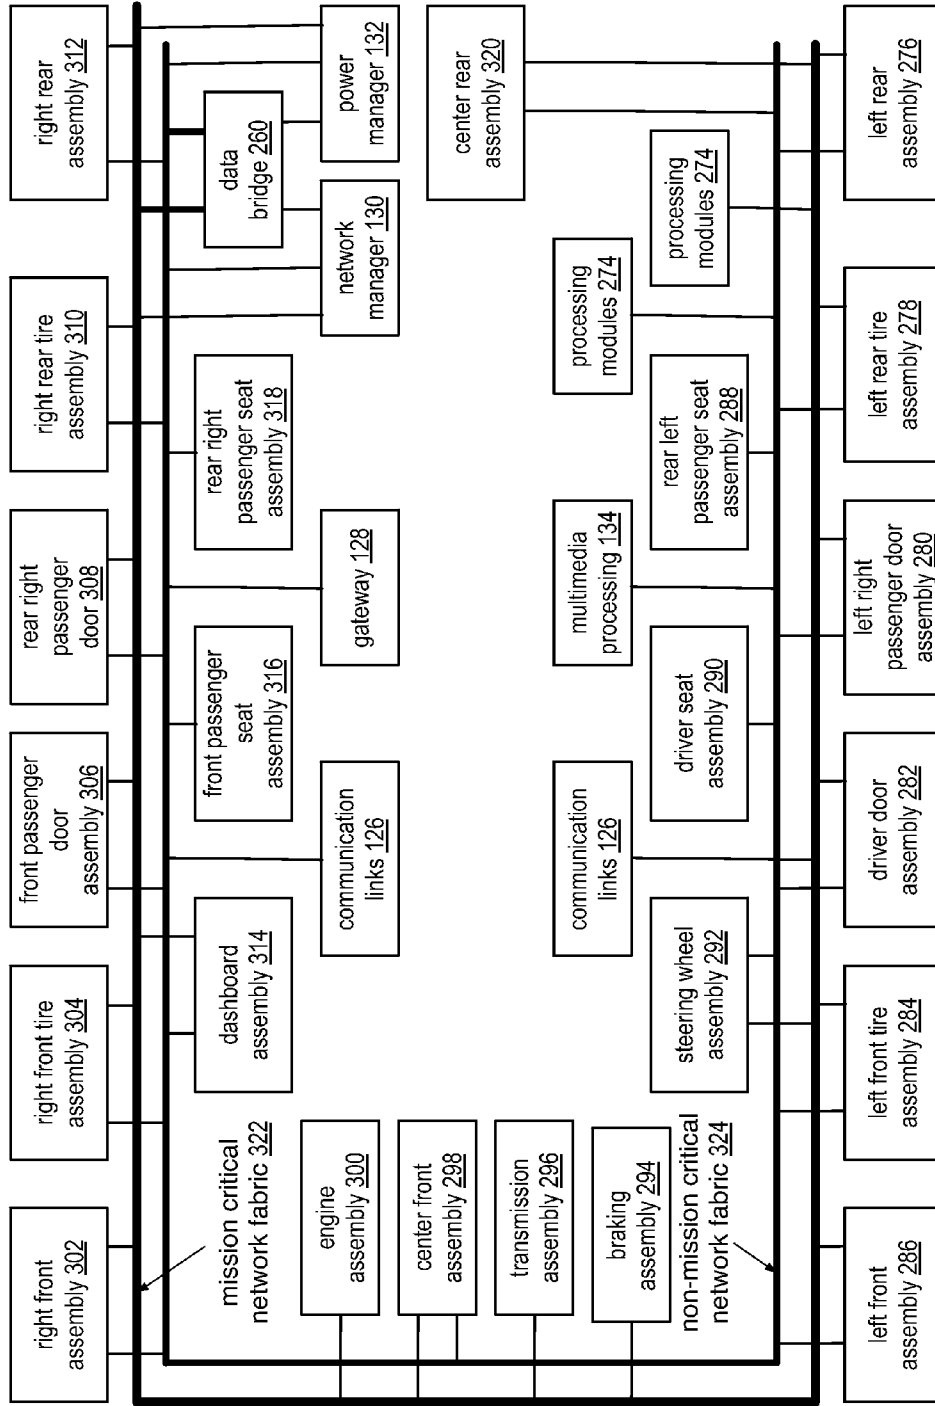 right front
assembly 302
right front tire
assembly 304
front passenger
door
assembly 306
rear right
passenger
door 308
right rear tire
assembly 310
right rear
assembly 312
mission critical
network fabric 322
dashboard
assembly 314
front passenger
seat
assembly 316
rear right
passenger seat
assembly 318
data
bridge 260
engine
assembly 300
communication
links 126
gateway 128
network
manager 130
power
manager 132
center front
assembly 298
center rear
assembly 320
transmission
assembly 296
communication
links 126
multimedia
processing 134
processing
modules 274
braking
assembly 294
steering wheel
assembly 292
driver seat
assembly 290
rear left
passenger seat
assembly 288
processing
modules 274
non-mission critical
network fabric 324
left front
assembly 286
left front tire
assembly 284
driver door
assembly 282
left right
passenger door
assembly 280
left rear tire
assembly 278
left rear
assembly 276